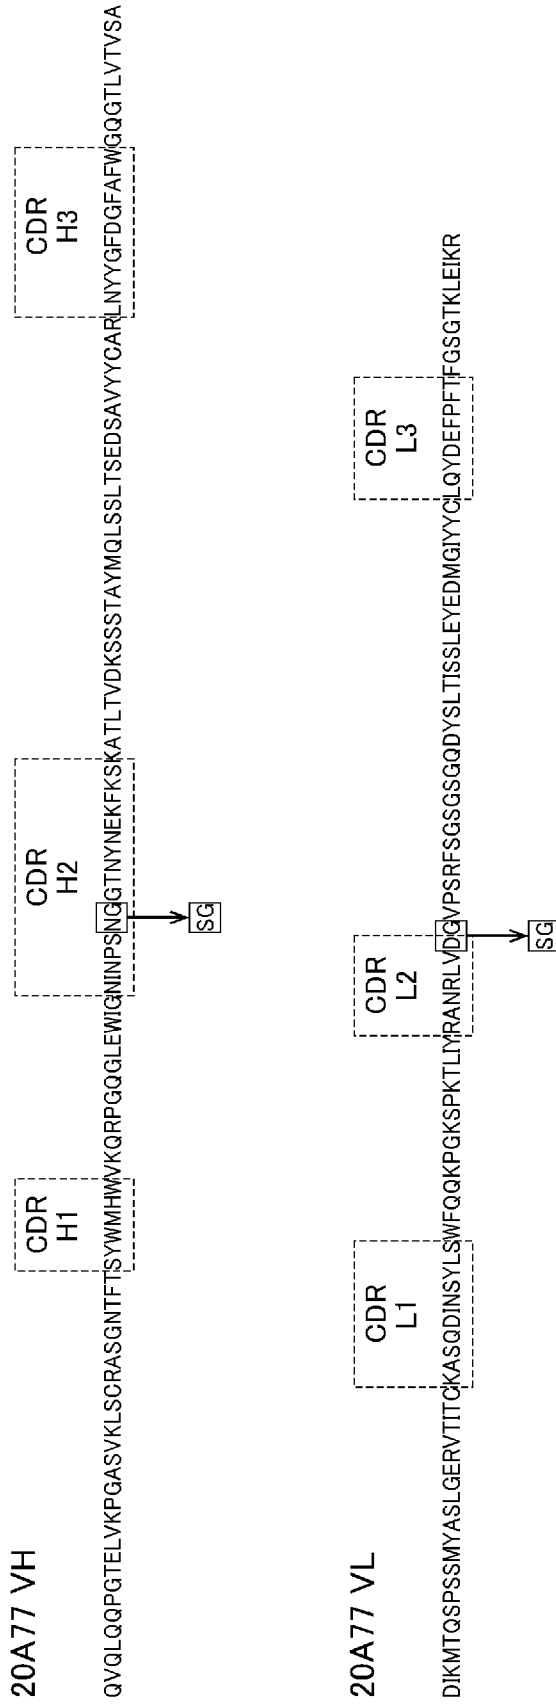 20A77 VH
CDR H1
CDR H2
CDR H3
QVQLQQPGTELVKPGASVKLSCRASGNTFTSYWMHWVKQRPGQGLEWIGNINPSNGGTNYNEKFKSKATLTVDKSSSTAYMQLSSLTSEDSAVYYCARLNYYGFDGFAFWGQGTLVTVSA
SG
20A77 VL
CDR L1
CDR L2
CDR L3
DIKMTQSPSSMYASLGERVTITCKASQDINSYLSWFQQKPGKSPKTLIYRANRLVDGVPSRFSGSGSGQDYSLTISSLEYEDMGIYYCLQYDEFPFTFGSGTKLEIKR
SG